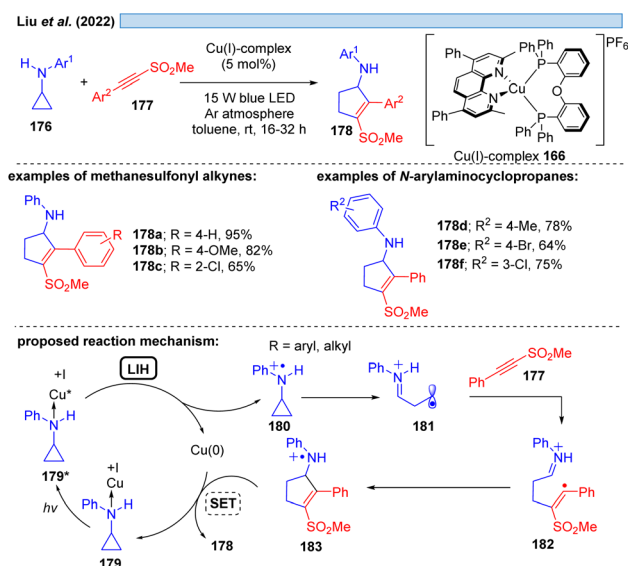 Liu et al. (2022)
H N Ar¹
176
+
SO₂Me
Ar²
177
Cu(I)-complex
(5 mol%)
15 W blue LED
Ar atmosphere
toluene, rt, 16-32 h
Ar¹ NH
Ar²
SO₂Me
178
PF₆
Ph
N
N
Ph
Me
Cu
Ph Ph
P
O
P
Ph Ph
Cu(I)-complex 166
examples of methanesulfonyl alkynes:
Ph NH
R
SO₂Me
178a; R = 4-H, 95%
178b; R = 4-OMe, 82%
178c; R = 2-Cl, 65%
examples of N-arylaminocyclopropanes:
R²
NH
Ph
SO₂Me
178d; R² = 4-Me, 78%
178e; R² = 4-Br, 64%
178f; R² = 3-Cl, 75%
proposed reaction mechanism:
R = aryl, alkyl
+I
Cu*
Ph N H
179*
LIH
Ph +• N H
180
Ph + NH
181
SO₂Me
Ph
177
Cu(0)
+I
Cu
Ph N H
179
hν
SET
178
Ph +• NH
Ph
SO₂Me
183
Ph + NH
Ph
SO₂Me
182